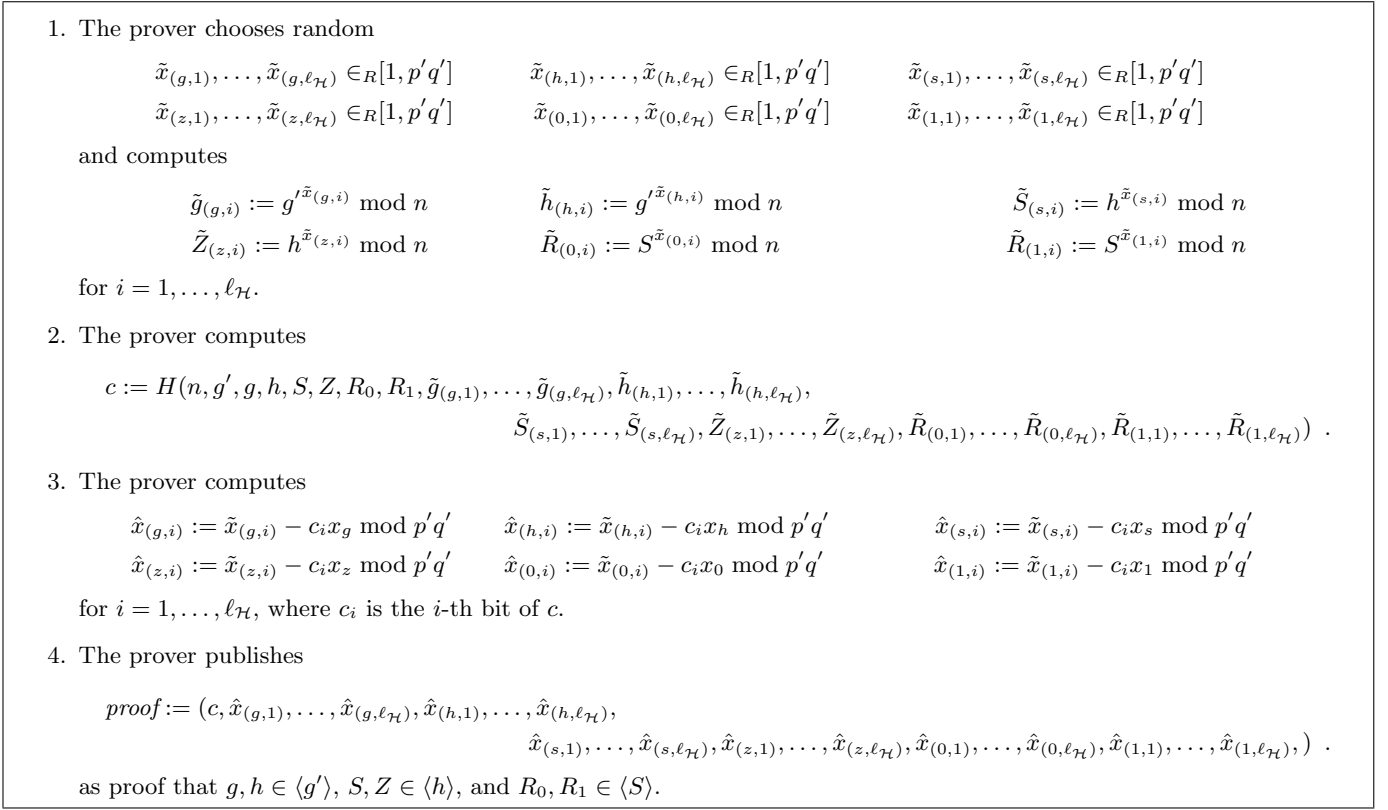 1. The prover chooses random
x̃_(g,1), . . . , x̃_(g,ℓ_ℋ) ∈_R [1, p′q′] x̃_(h,1), . . . , x̃_(h,ℓ_ℋ) ∈_R [1, p′q′] x̃_(s,1), . . . , x̃_(s,ℓ_ℋ) ∈_R [1, p′q′]
x̃_(z,1), . . . , x̃_(z,ℓ_ℋ) ∈_R [1, p′q′] x̃_(0,1), . . . , x̃_(0,ℓ_ℋ) ∈_R [1, p′q′] x̃_(1,1), . . . , x̃_(1,ℓ_ℋ) ∈_R [1, p′q′]
and computes
g̃_(g,i) := g′^x̃_(g,i) mod n h̃_(h,i) := g′^x̃_(h,i) mod n S̃_(s,i) := h^x̃_(s,i) mod n
Z̃_(z,i) := h^x̃_(z,i) mod n R̃_(0,i) := S^x̃_(0,i) mod n R̃_(1,i) := S^x̃_(1,i) mod n
for i = 1, . . . , ℓ_ℋ.
2. The prover computes
c := H(n, g′, g, h, S, Z, R_0, R_1, g̃_(g,1), . . . , g̃_(g,ℓ_ℋ), h̃_(h,1), . . . , h̃_(h,ℓ_ℋ),
S̃_(s,1), . . . , S̃_(s,ℓ_ℋ), Z̃_(z,1), . . . , Z̃_(z,ℓ_ℋ), R̃_(0,1), . . . , R̃_(0,ℓ_ℋ), R̃_(1,1), . . . , R̃_(1,ℓ_ℋ)) .
3. The prover computes
x̂_(g,i) := x̃_(g,i) − c_i x_g mod p′q′ x̂_(h,i) := x̃_(h,i) − c_i x_h mod p′q′ x̂_(s,i) := x̃_(s,i) − c_i x_s mod p′q′
x̂_(z,i) := x̃_(z,i) − c_i x_z mod p′q′ x̂_(0,i) := x̃_(0,i) − c_i x_0 mod p′q′ x̂_(1,i) := x̃_(1,i) − c_i x_1 mod p′q′
for i = 1, . . . , ℓ_ℋ, where c_i is the i-th bit of c.
4. The prover publishes
proof := (c, x̂_(g,1), . . . , x̂_(g,ℓ_ℋ), x̂_(h,1), . . . , x̂_(h,ℓ_ℋ),
x̂_(s,1), . . . , x̂_(s,ℓ_ℋ), x̂_(z,1), . . . , x̂_(z,ℓ_ℋ), x̂_(0,1), . . . , x̂_(0,ℓ_ℋ), x̂_(1,1), . . . , x̂_(1,ℓ_ℋ), ) .
as proof that g, h ∈ ⟨g′⟩, S, Z ∈ ⟨h⟩, and R_0, R_1 ∈ ⟨S⟩.